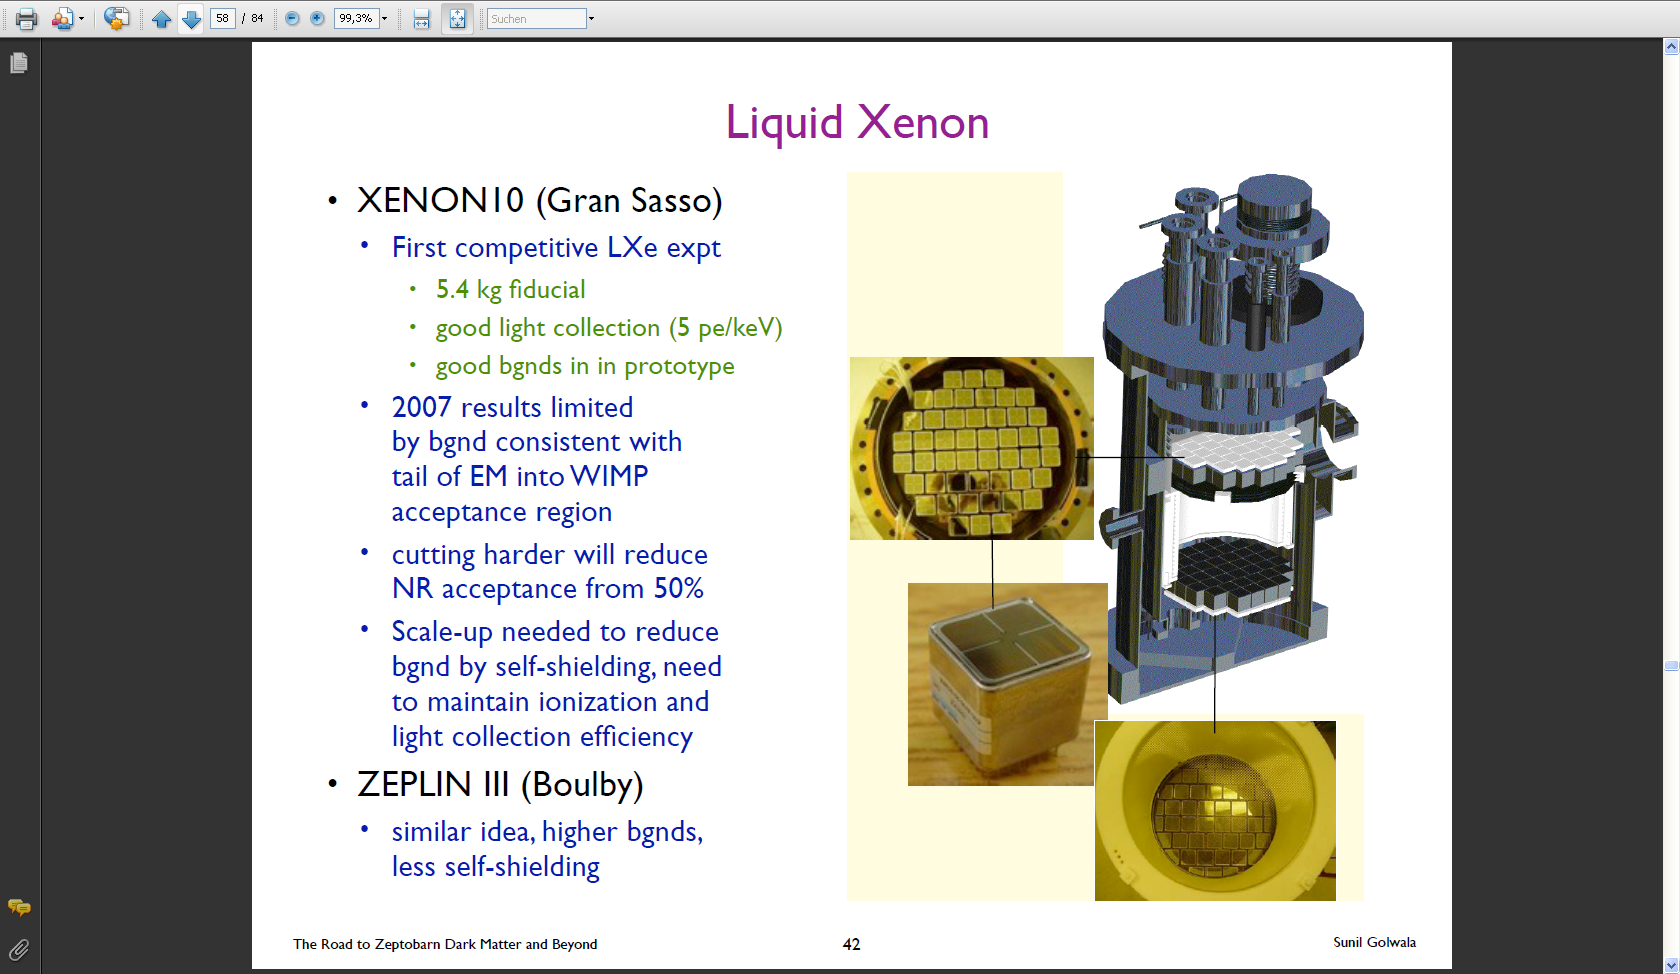 58 / 84
99,3%
Suchen
Liquid Xenon
• XENON10 (Gran Sasso)
• First competitive LXe expt
• 5.4 kg fiducial
• good light collection (5 pe/keV)
• good bgnds in in prototype
• 2007 results limited
by bgnd consistent with
tail of EM into WIMP
acceptance region
• cutting harder will reduce
NR acceptance from 50%
• Scale-up needed to reduce
bgnd by self-shielding, need
to maintain ionization and
light collection efficiency
• ZEPLIN III (Boulby)
• similar idea, higher bgnds,
less self-shielding
The Road to Zeptobarn Dark Matter and Beyond
42
Sunil Golwala